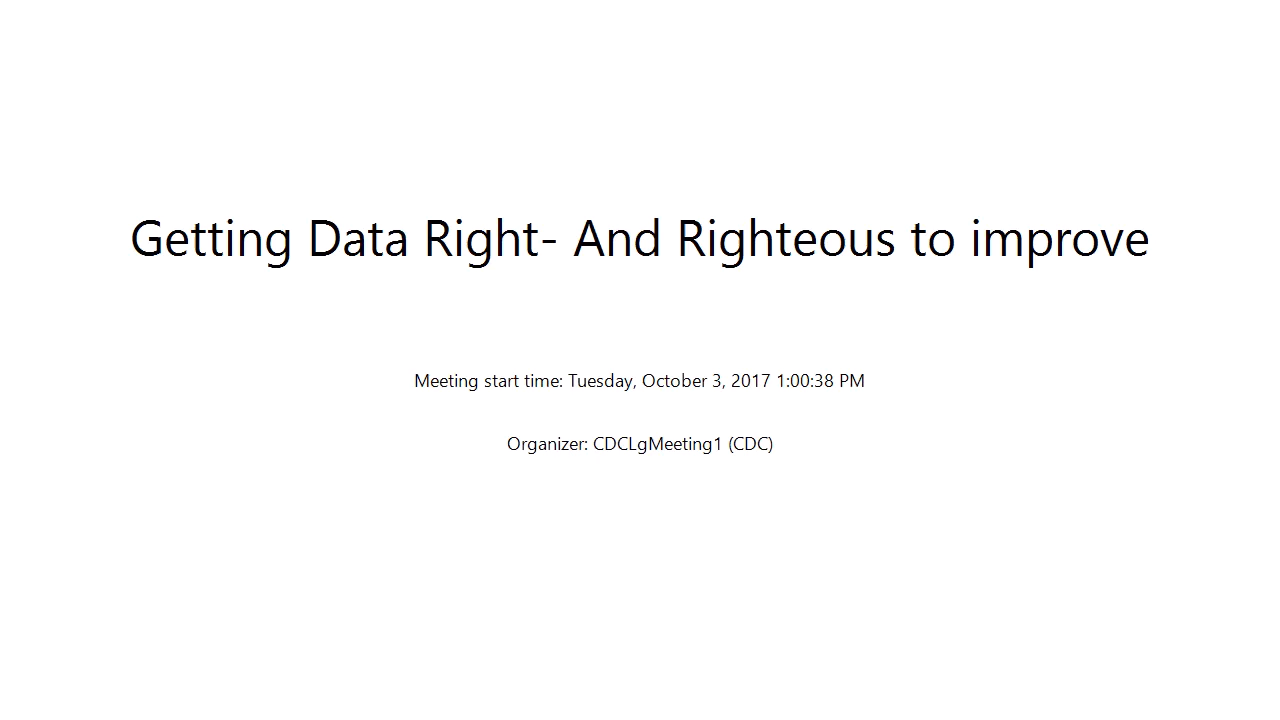 Getting Data Right- And Righteous to improve
Meeting start time: Tuesday, October 3, 2017 1:00:38 PM
Organizer: CDCLgMeeting1 (CDC)